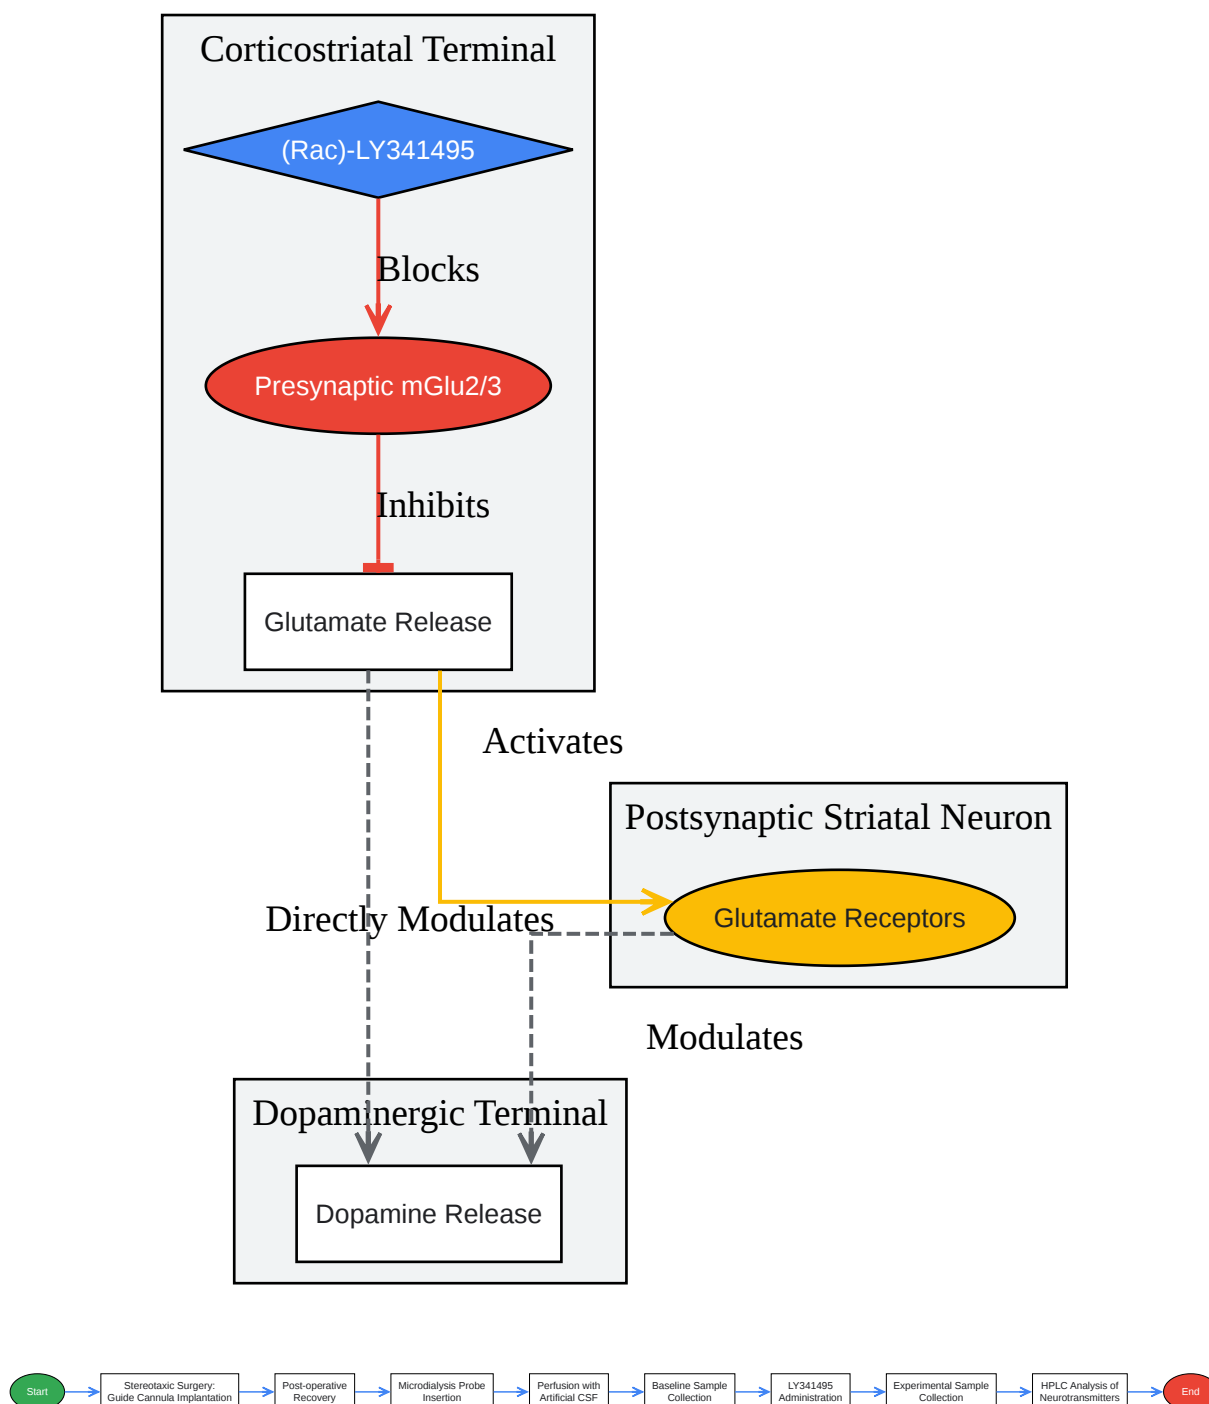 Corticostriatal Terminal
(Rac)-LY341495
Blocks
Presynaptic mGlu2/3
Inhibits
Glutamate Release
Activates
Postsynaptic Striatal Neuron
Glutamate Receptors
Directly Modulates
Modulates
Dopaminergic Terminal
Dopamine Release
Start
Stereotaxic Surgery:
Guide Cannula Implantation
Post-operative
Recovery
Microdialysis Probe
Insertion
Perfusion with
Artificial CSF
Baseline Sample
Collection
LY341495
Administration
Experimental Sample
Collection
HPLC Analysis of
Neurotransmitters
End